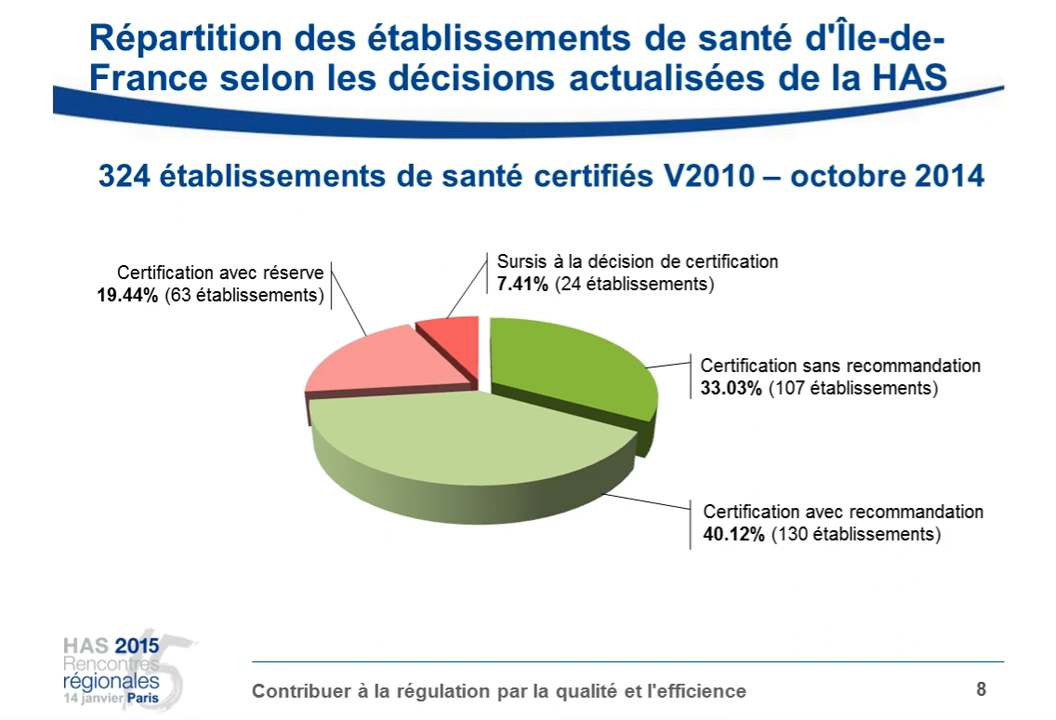 Répartition des établissements de santé d'Île-de-
France selon les décisions actualisées de la HAS
324 établissements de santé certifiés V2010 – octobre 2014
Certification avec réserve
19.44% (63 établissements)
Sursis à la décision de certification
7.41% (24 établissements)
Certification sans recommandation
33.03% (107 établissements)
Certification avec recommandation
40.12% (130 établissements)
HAS 2015
Rencontres
régionales
14 janvier Paris
15
Contribuer à la régulation par la qualité et l'efficience
8